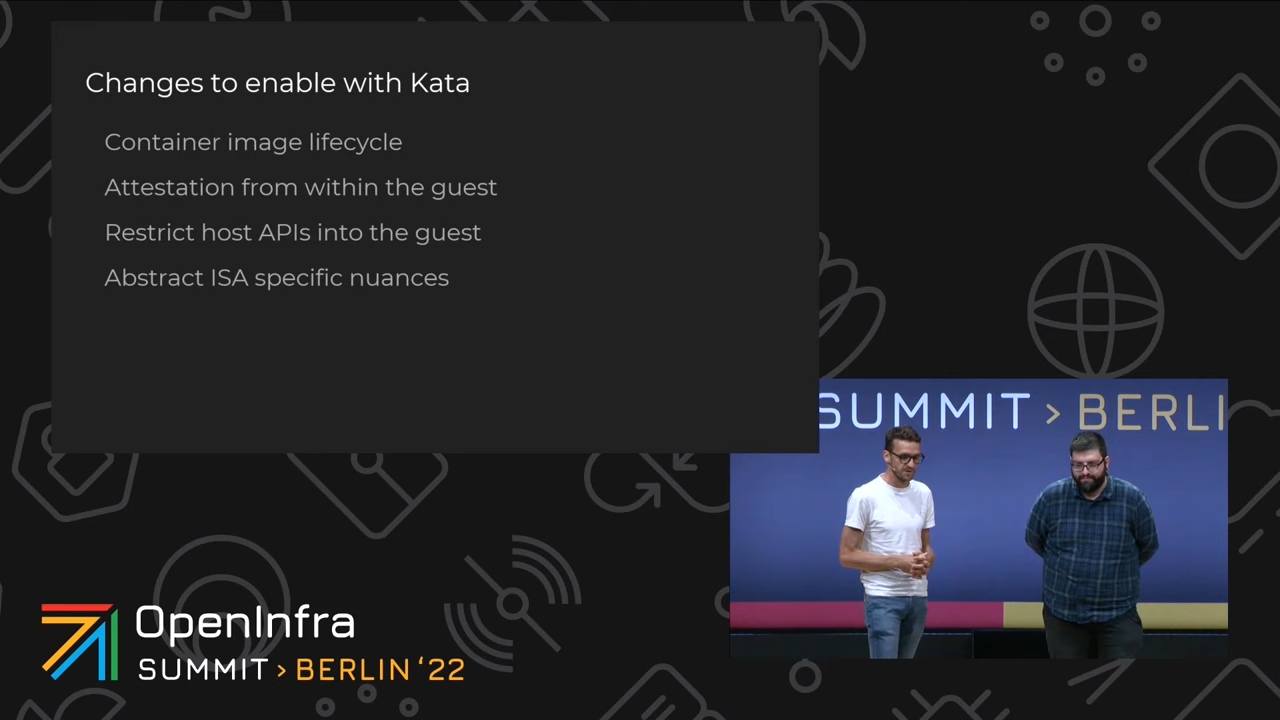 Changes to enable with Kata
Container image lifecycle
Attestation from within the guest
Restrict host APIs into the guest
Abstract ISA specific nuances
SUMMIT > BERLI
OpenInfra
SUMMIT > BERLIN ‘22